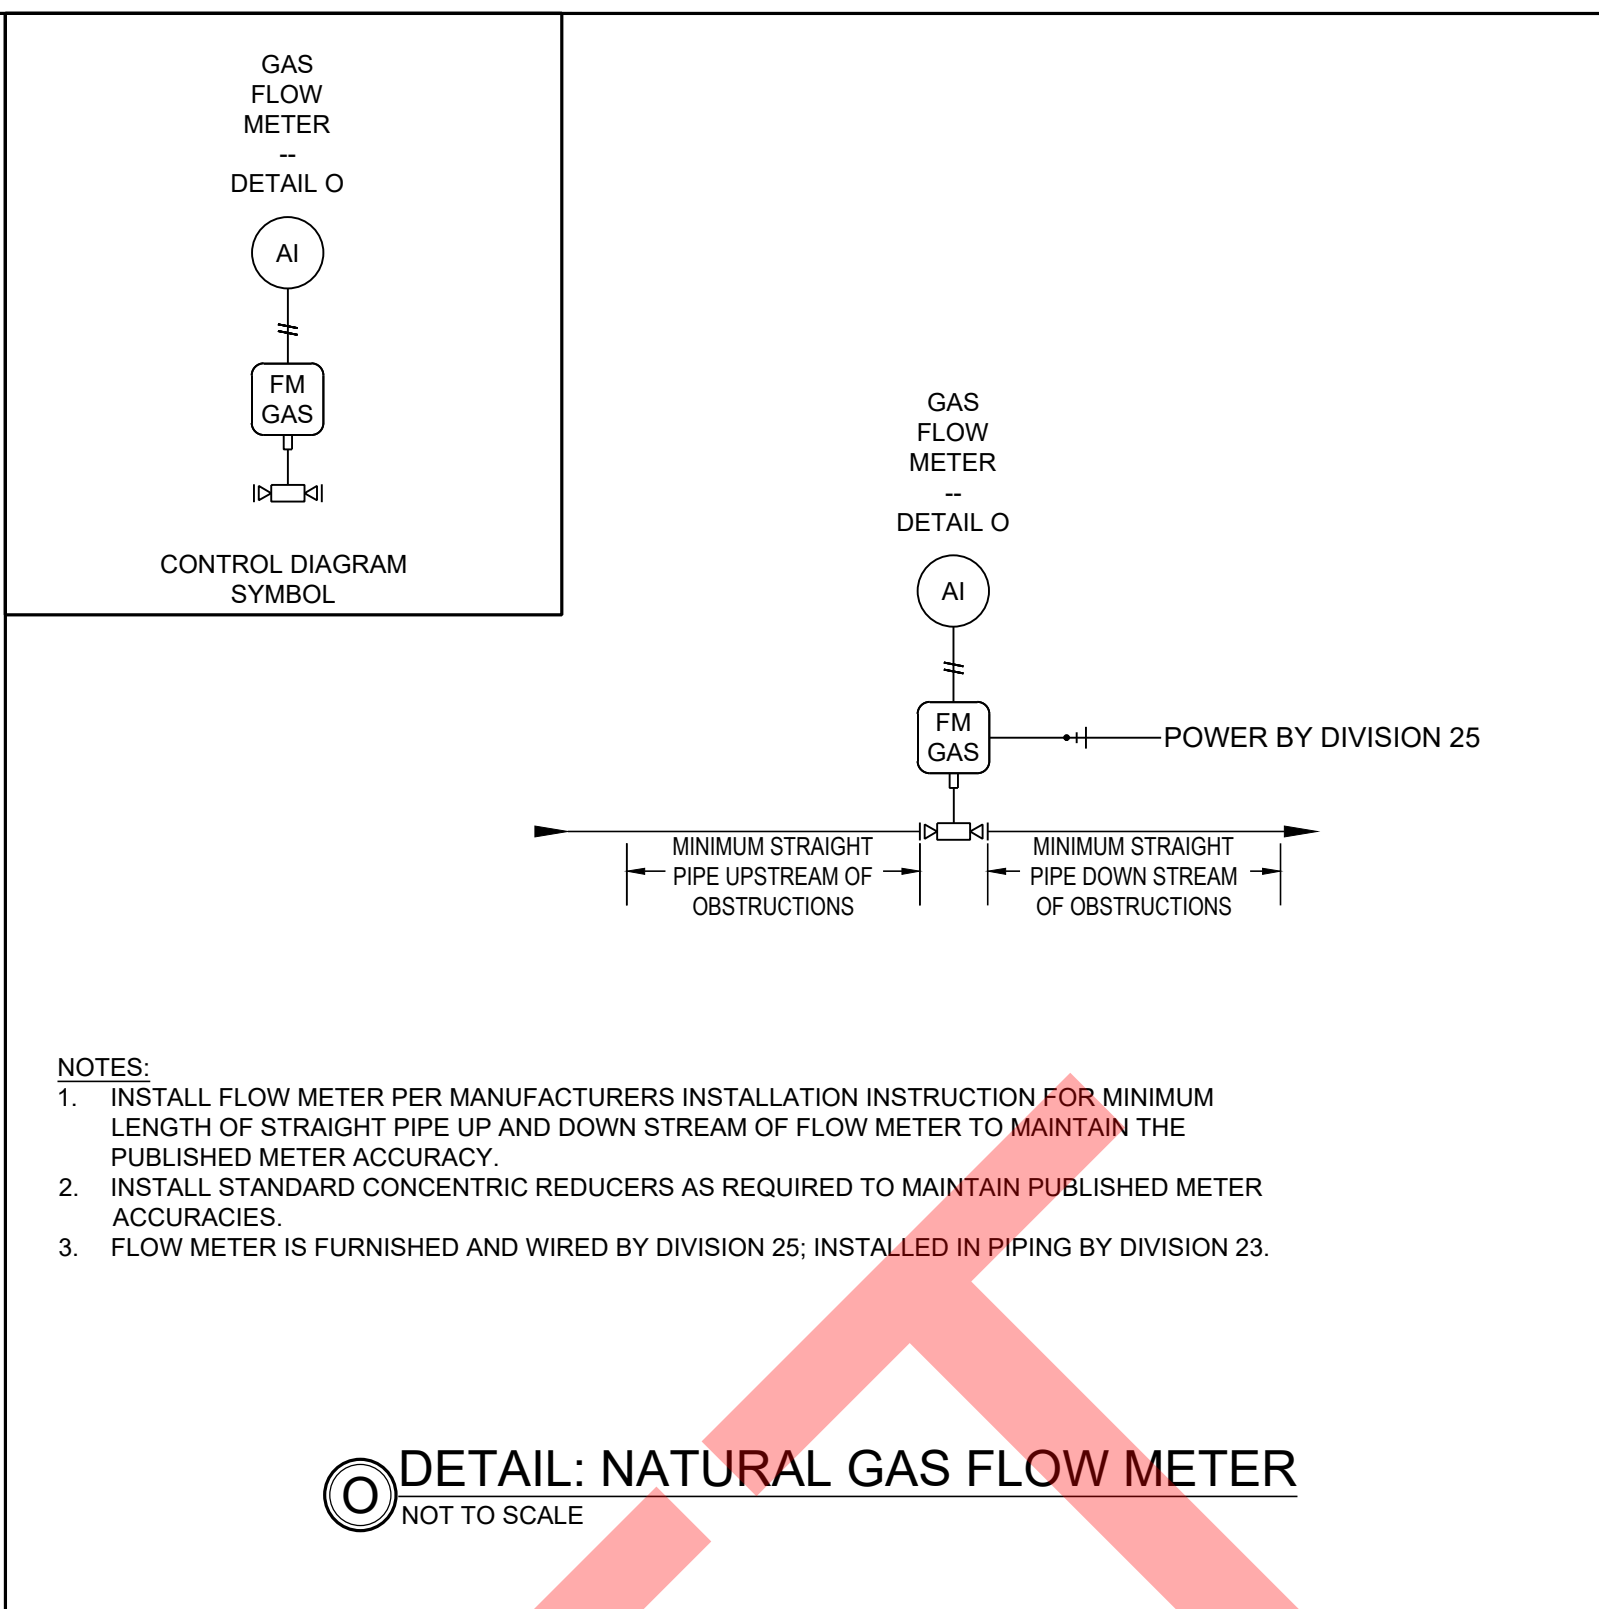 GAS
FLOW
METER
--
DETAIL O
AI
FM
GAS
CONTROL DIAGRAM
SYMBOL
GAS
FLOW
METER
--
DETAIL O
AI
FM
GAS
POWER BY DIVISION 25
MINIMUM STRAIGHT
PIPE UPSTREAM OF
OBSTRUCTIONS
MINIMUM STRAIGHT
PIPE DOWN STREAM
OF OBSTRUCTIONS
NOTES:
1. INSTALL FLOW METER PER MANUFACTURERS INSTALLATION INSTRUCTION FOR MINIMUM
LENGTH OF STRAIGHT PIPE UP AND DOWN STREAM OF FLOW METER TO MAINTAIN THE
PUBLISHED METER ACCURACY.
2. INSTALL STANDARD CONCENTRIC REDUCERS AS REQUIRED TO MAINTAIN PUBLISHED METER
ACCURACIES.
3. FLOW METER IS FURNISHED AND WIRED BY DIVISION 25; INSTALLED IN PIPING BY DIVISION 23.
O DETAIL: NATURAL GAS FLOW METER
NOT TO SCALE